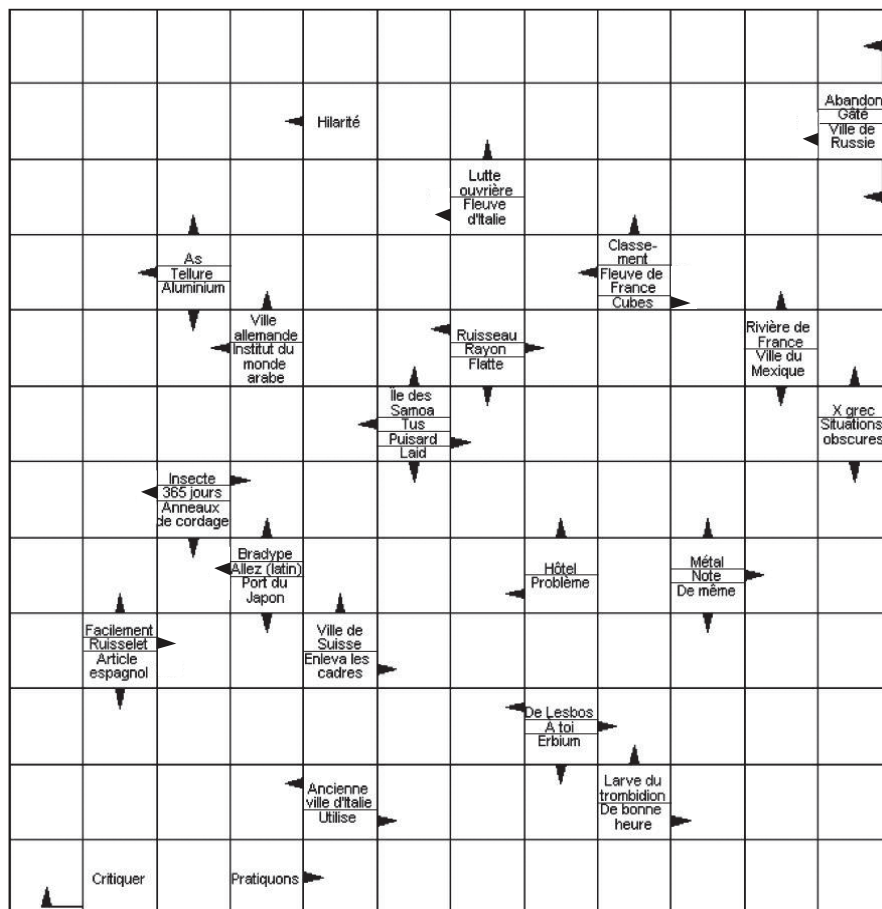 Hilarité
Abandon
Gâté
Ville de
Russie
Lutte
ouvrière
Fleuve
d'Italie
As
Tellure
Aluminium
Classe-
ment
Fleuve de
France
Cubes
Ville
allemande
Institut du
monde
arabe
Ruisseau
Rayon
Flatte
Rivière de
France
Ville du
Mexique
Île des
Samoa
Tus
Puisard
Laid
X grec
Situations
obscures
Insecte
365 jours
Anneaux
de cordage
Bradype
Allez (latin)
Port du
Japon
Hôtel
Problème
Métal
Note
De même
Facilement
Ruisselet
Article
espagnol
Ville de
Suisse
Enleva les
cadres
De Lesbos
À toi
Erbium
Ancienne
ville d'Italie
Utilise
Larve du
trombidion
De bonne
heure
Critiquer
Pratiquons